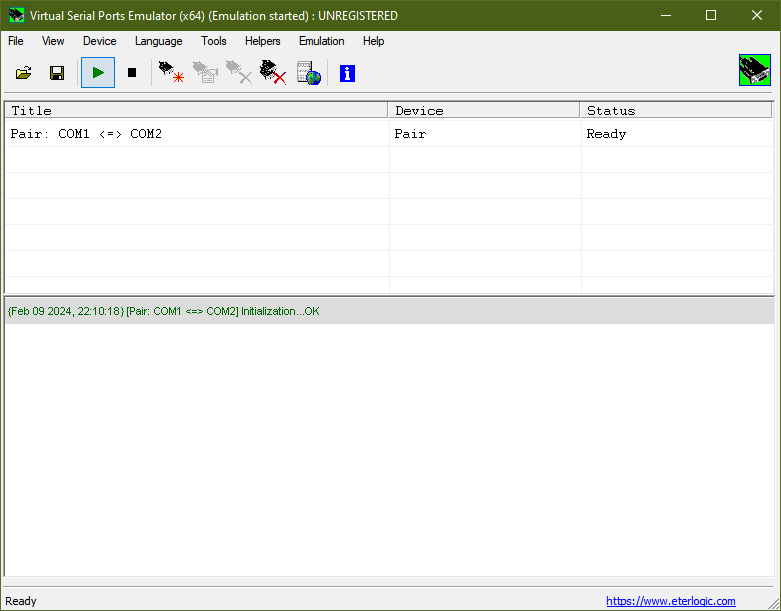 Virtual Serial Ports Emulator (x64) (Emulation started) : UNREGISTERED
File View Device Language Tools Helpers Emulation Help
Title Device Status
Pair: COM1 <=> COM2 Pair Ready
{Feb 09 2024, 22:10:18} [Pair: COM1 <=> COM2] Initialization...OK
Ready https://www.eterlogic.com